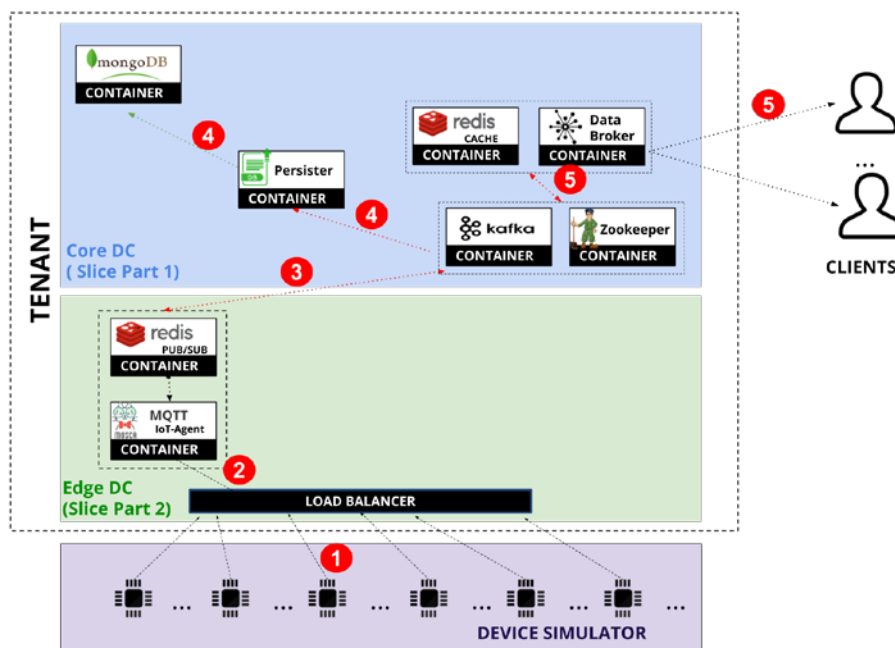 TENANT
mongoDB
CONTAINER
4
Persister
CONTAINER
redis
CACHE
CONTAINER
Data
Broker
CONTAINER
5
5
4
kafka
CONTAINER
Zookeeper
CONTAINER
Core DC
( Slice Part 1)
3
...
CLIENTS
redis
PUB/SUB
CONTAINER
MQTT
IoT-Agent
MOSCA
CONTAINER
2
Edge DC
(Slice Part 2)
LOAD BALANCER
1
... ... ... ... ... ...
DEVICE SIMULATOR